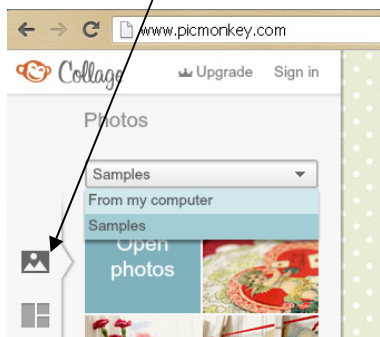 www.picmonkey.com
Collage Upgrade Sign in
Photos
Samples
From my computer
Samples
Open
photos